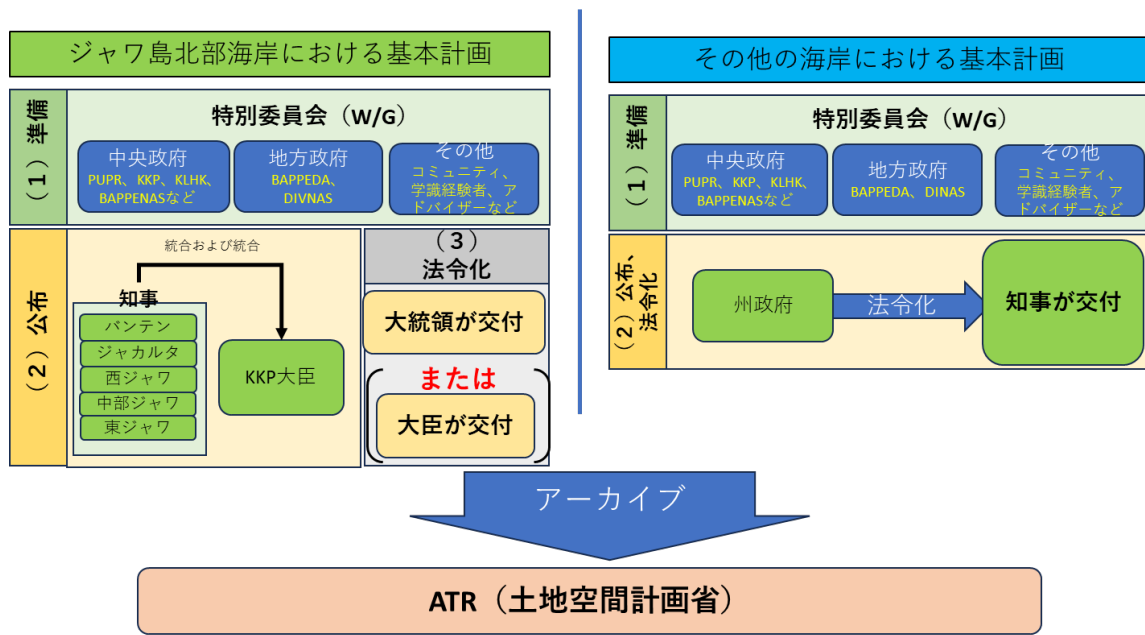 ジャワ島北部海岸における基本計画
(1)準備
特別委員会(W/G)
中央政府
PUPR、KKP、KLHK、
BAPPENASなど
地方政府
BAPPEDA、
DIVNAS
その他
コミュニティ、
学識経験者、ア
ドバイザーなど
(2)公布
統合および統合
知事
バンテン
ジャカルタ
西ジャワ
中部ジャワ
東ジャワ
KKP大臣
(3)
法令化
大統領が交付
または
大臣が交付
その他の海岸における基本計画
(1)準備
特別委員会(W/G)
中央政府
PUPR、KKP、KLHK、
BAPPENASなど
地方政府
BAPPEDA、DINAS
その他
コミュニティ、
学識経験者、ア
ドバイザーなど
(2)公布、
法令化
州政府
法令化
知事が交付
アーカイブ
ATR(土地空間計画省)